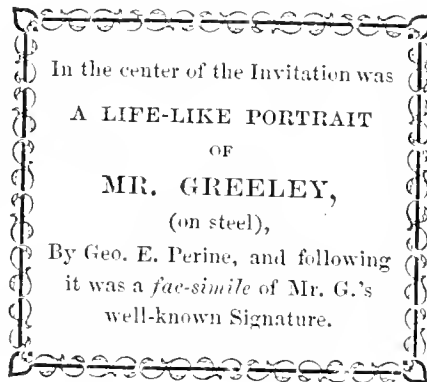 In the center of the Invitation was
A LIFE-LIKE PORTRAIT
OF
MR. GREELEY,
(on steel),
By Geo. E. Perine, and following
it was a fac-simile of Mr. G.'s
well-known Signature.